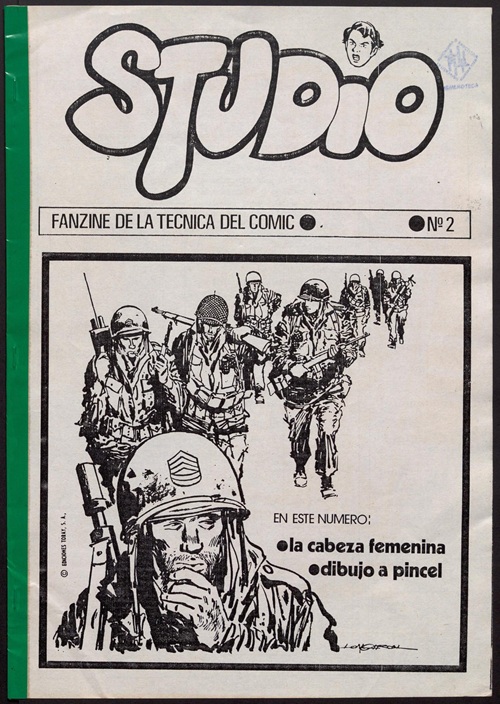 STUDiO
FANZINE DE LA TECNICA DEL COMIC ● .
●Nº 2
EN ESTE NUMERO:
●la cabeza femenina
●dibujo a pincel
© EDICIONES TORAY, S. A.